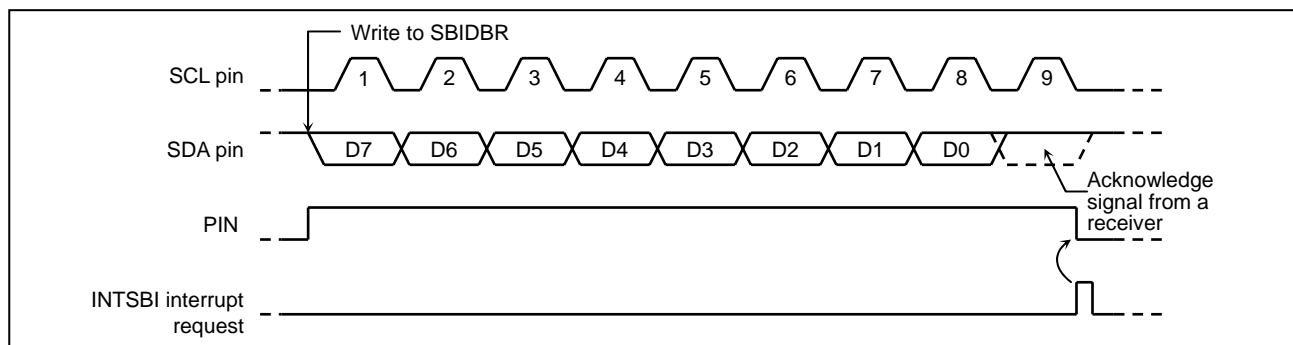 Write to SBIDBR
SCL pin
1 2 3 4 5 6 7 8 9
SDA pin
D7 D6 D5 D4 D3 D2 D1 D0
Acknowledge
signal from a
receiver
PIN
INTSBI interrupt
request